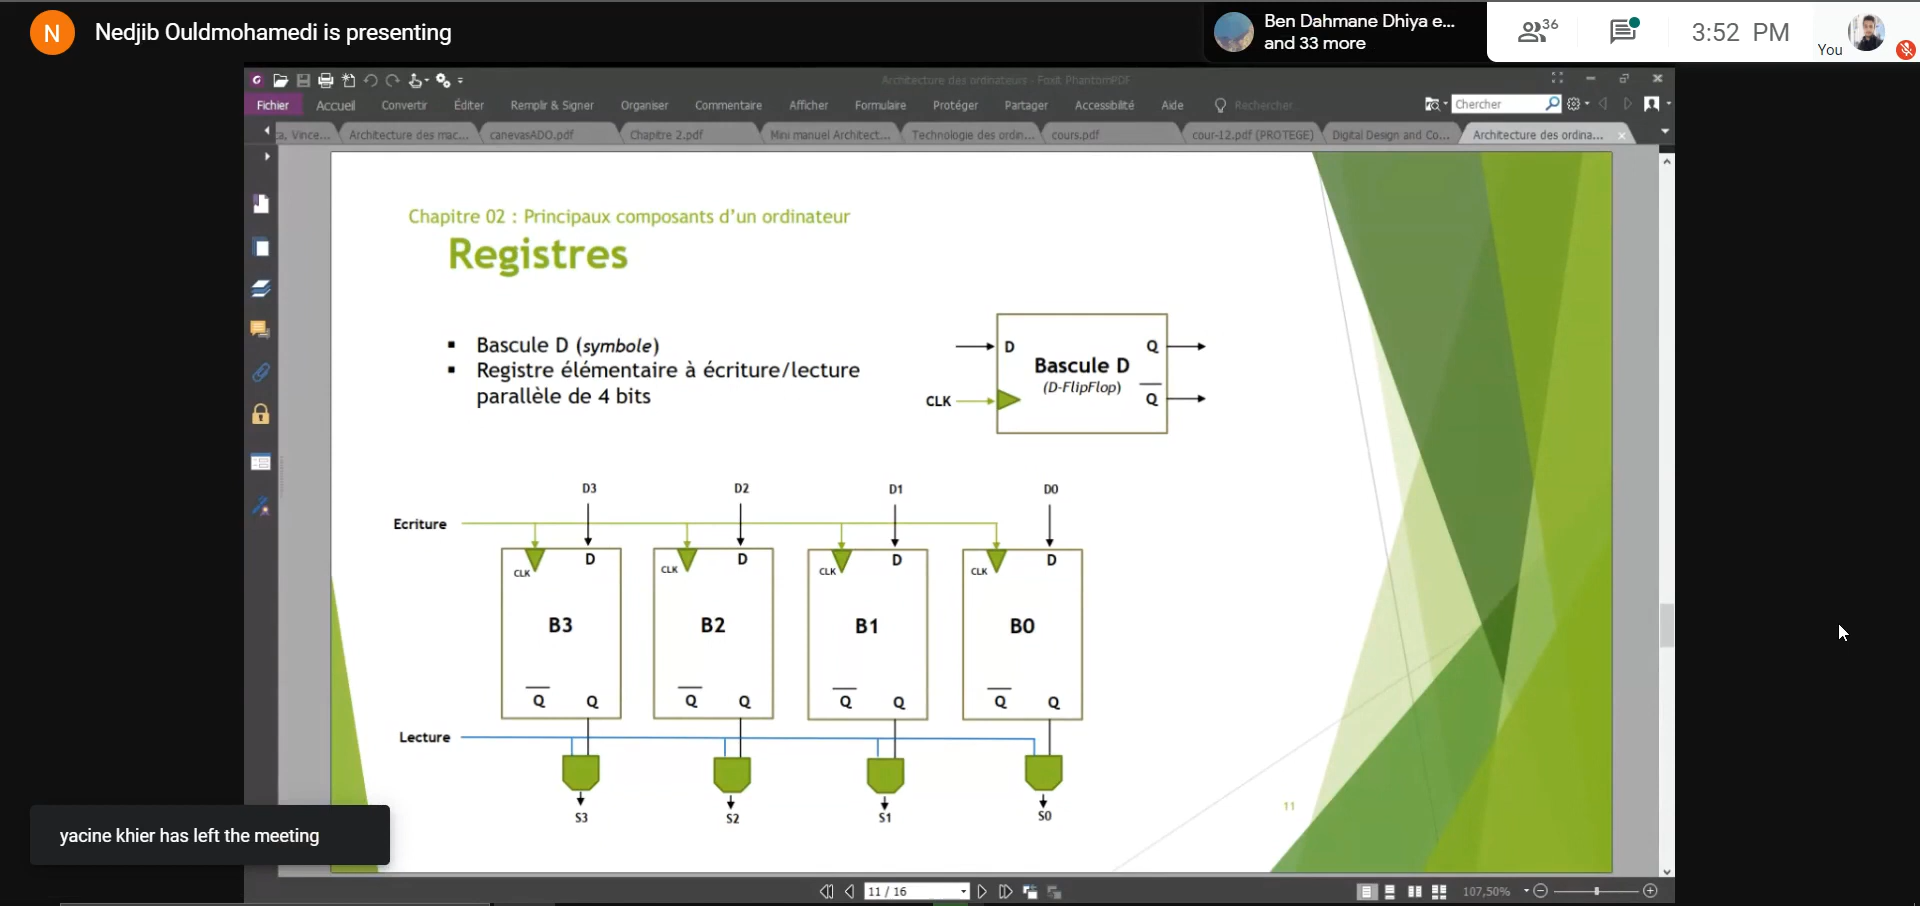 N
Nedjib Ouldmohamedi is presenting
Ben Dahmane Dhiya e...
and 33 more
36
3:52 PM
You
Architecture des ordinateurs - Foxit PhantomPDF
Fichier Accueil Convertir Éditer Remplir & Signer Organiser Commentaire Afficher Formulaire Protéger Partager Accessibilité Aide Rechercher... Chercher
ta, Vince... Architecture des mac... canevasADO.pdf Chapitre 2.pdf Mini manuel Architect... Technologie des ordin... cours.pdf cour-12.pdf (PROTEGE) Digital Design and Co... Architecture des ordina...
Chapitre 02 : Principaux composants d'un ordinateur
Registres
▪ Bascule D (symbole)
▪ Registre élémentaire à écriture/lecture
parallèle de 4 bits
D Q
Bascule D
(D-FlipFlop)
CLK Q
D3 D2 D1 D0
Ecriture
D D D D
CLK CLK CLK CLK
B3 B2 B1 B0
Q Q Q Q Q Q Q Q
Lecture
S3 S2 S1 S0
11
yacine khier has left the meeting
11 / 16
107,50%